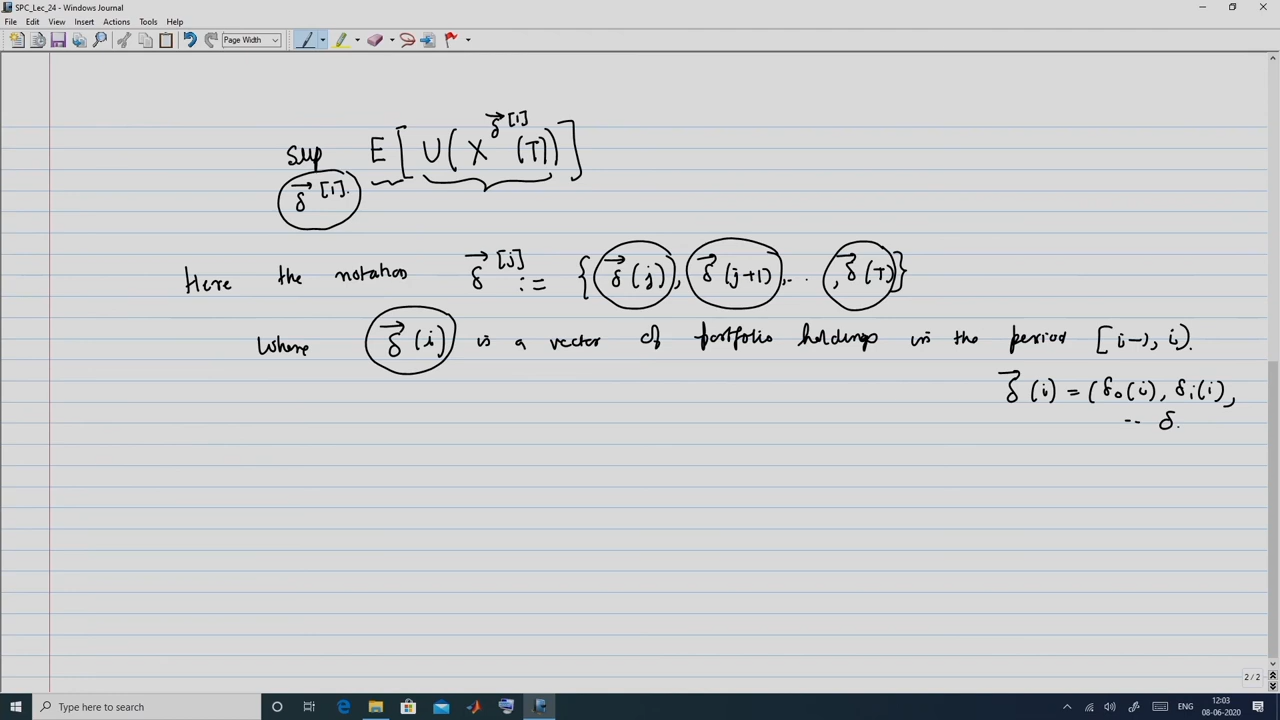 SPC_Lec_24 - Windows Journal
File Edit View Insert Actions Tools Help
Page Width
sup E[U(X^{δ⃗^{[1]}}(T))]
δ⃗^{[1]}.
Here the notation δ⃗^{[j]} := {δ⃗(j), δ⃗(j+1), .. , δ⃗(T)}
Where δ⃗(i) is a vector of portfolio holdings in the period [i-1, i).
δ⃗(i) = (δ₀(i), δ₁(i),
.. δ.
2/2
Type here to search
ENG
12:03
08-06-2020